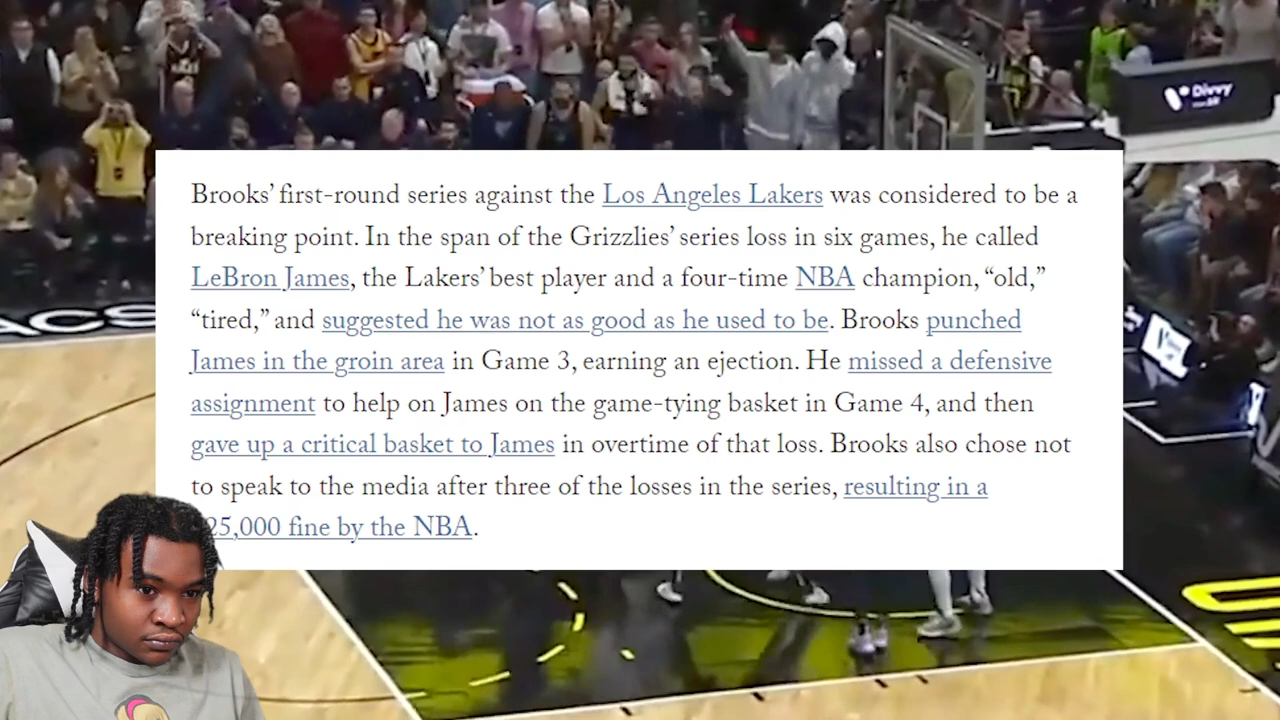 Divvy
ACS
Brooks’ first-round series against the Los Angeles Lakers was considered to be a
breaking point. In the span of the Grizzlies’ series loss in six games, he called
LeBron James, the Lakers’ best player and a four-time NBA champion, “old,”
“tired,” and suggested he was not as good as he used to be. Brooks punched
James in the groin area in Game 3, earning an ejection. He missed a defensive
assignment to help on James on the game-tying basket in Game 4, and then
gave up a critical basket to James in overtime of that loss. Brooks also chose not
to speak to the media after three of the losses in the series, resulting in a
25,000 fine by the NBA.